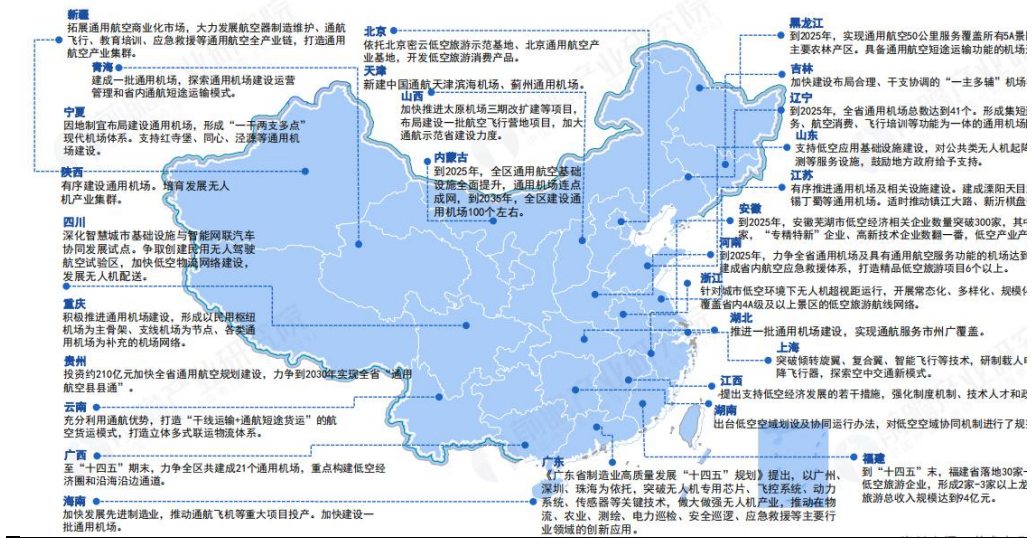 新疆
拓展通用航空商业化市场，大力发展航空器制造维护、通航
飞行、教育培训、应急救援等通用航空全产业链，打造通用
航空产业集群。
青海
建成一批通用机场，探索通用机场建设运营
管理和省内通航短途运输模式。
宁夏
因地制宜布局建设通用机场，形成“一干两支多点”
现代机场体系。支持红寺堡、同心、泾源等通用机
场建设。
陕西
有序建设通用机场。培育发展无人
机产业集群。
四川
深化智慧城市基础设施与智能网联汽车
协同发展试点。争取创建民用无人驾驶
航空试验区，加快低空物流网络建设，
发展无人机配送。
重庆
积极推进通用机场建设，形成以民用枢纽
机场为主骨架、支线机场为节点、各类通
用机场为补充的机场网络。
贵州
投资约210亿元加快全省通用航空规划建设，力争到2030年实现全省“通用
航空县县通”。
云南
充分利用通航优势，打造“干线运输+通航短途货运”的航
空货运模式，打造立体多式联运物流体系。
广西
至“十四五”期末，力争全区共建成21个通用机场，重点构建低空经
济圈和沿海沿边通道。
海南
加快发展先进制造业，推动通航飞机等重大项目投产。加快建设一
批通用机场。
北京
依托北京密云低空旅游示范基地、北京通用航空产
业基地，开发低空旅游消费产品。
天津
新建中国通航天津滨海机场、蓟州通用机场。
山西
加快推进太原机场三期改扩建等项目，
布局建设一批航空飞行营地项目，加大
通航示范省建设力度。
内蒙古
到2025年，全区通用航空基础
设施全面提升，通用机场连点
成网，到2035年，全区建设通
用机场100个左右。
广东
《广东省制造业高质量发展“十四五”规划》提出，以广州、
深圳、珠海为依托，突破无人机专用芯片、飞控系统、动力
系统、传感器等关键技术，做大做强无人机产业，推动在物
流、农业、测绘、电力巡检、安全巡逻、应急救援等主要行
业领域的创新应用。
黑龙江
到2025年，实现通用航空50公里服务覆盖所有5A景
主要农林产区。具备通用航空短途运输功能的机场
吉林
加快建设布局合理、干支协调的“一主多辅”机场
辽宁
到2025年，全省通用机场总数达到41个。形成集短
务、航空消费、飞行培训等功能为一体的通用机场
山东
支持低空应用基础设施建设，对公共类无人机起降
测等服务设施，鼓励地方政府给予支持。
江苏
有序推进通用机场及相关设施建设。建成溧阳天目
锡丁蜀等通用机场。适时推动镇江大路、新沂棋盘
安徽
到2025年，安徽芜湖市低空经济相关企业数量突破300家，其
家，“专精特新”企业、高新技术企业数翻一番，低空产业产
河南
到2025年，力争全省通用机场及具有通航空服务功能的机场达到
建成省内航空应急救援体系，打造精品低空旅游项目6个以上。
浙江
针对城市低空环境下无人机超视距运行，开展常态化、多样化、规模化
覆盖省内4A级及以上景区的低空旅游航线网络。
湖北
推进一批通用机场建设，实现通航服务市州广覆盖。
上海
突破倾转旋翼、复合翼、智能飞行等技术，研制载人
降飞行器，探索空中交通新模式。
江西
提出支持低空经济发展的若干措施，强化制度机制、技术人才和
湖南
出台低空空域划设及协同运行办法，对低空空域协同机制进行了规
福建
到“十四五”末，福建省落地30家
低空旅游企业，形成2家-3家以上龙
旅游总收入规模达到94亿元。